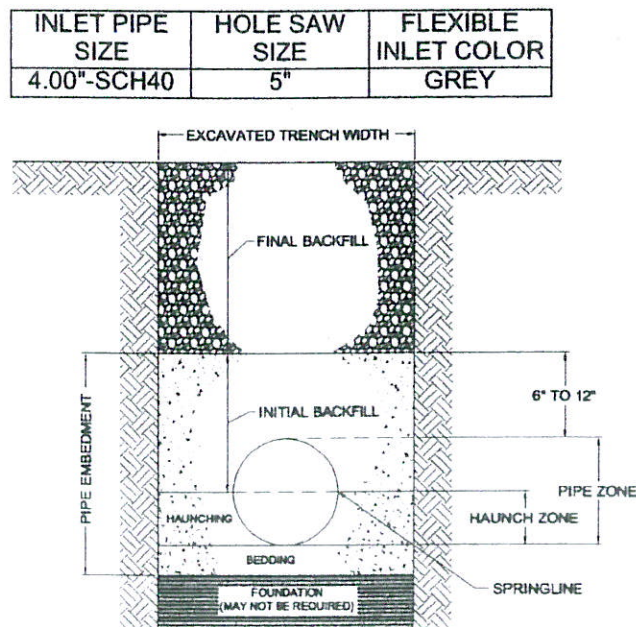 INLET PIPE SIZE
HOLE SAW SIZE
FLEXIBLE INLET COLOR
4.00"-SCH40
5"
GREY
EXCAVATED TRENCH WIDTH
FINAL BACKFILL
PIPE EMBEDMENT
INITIAL BACKFILL
6" TO 12"
PIPE ZONE
HAUNCHING
HAUNCH ZONE
BEDDING
SPRINGLINE
FOUNDATION
(MAY NOT BE REQUIRED)